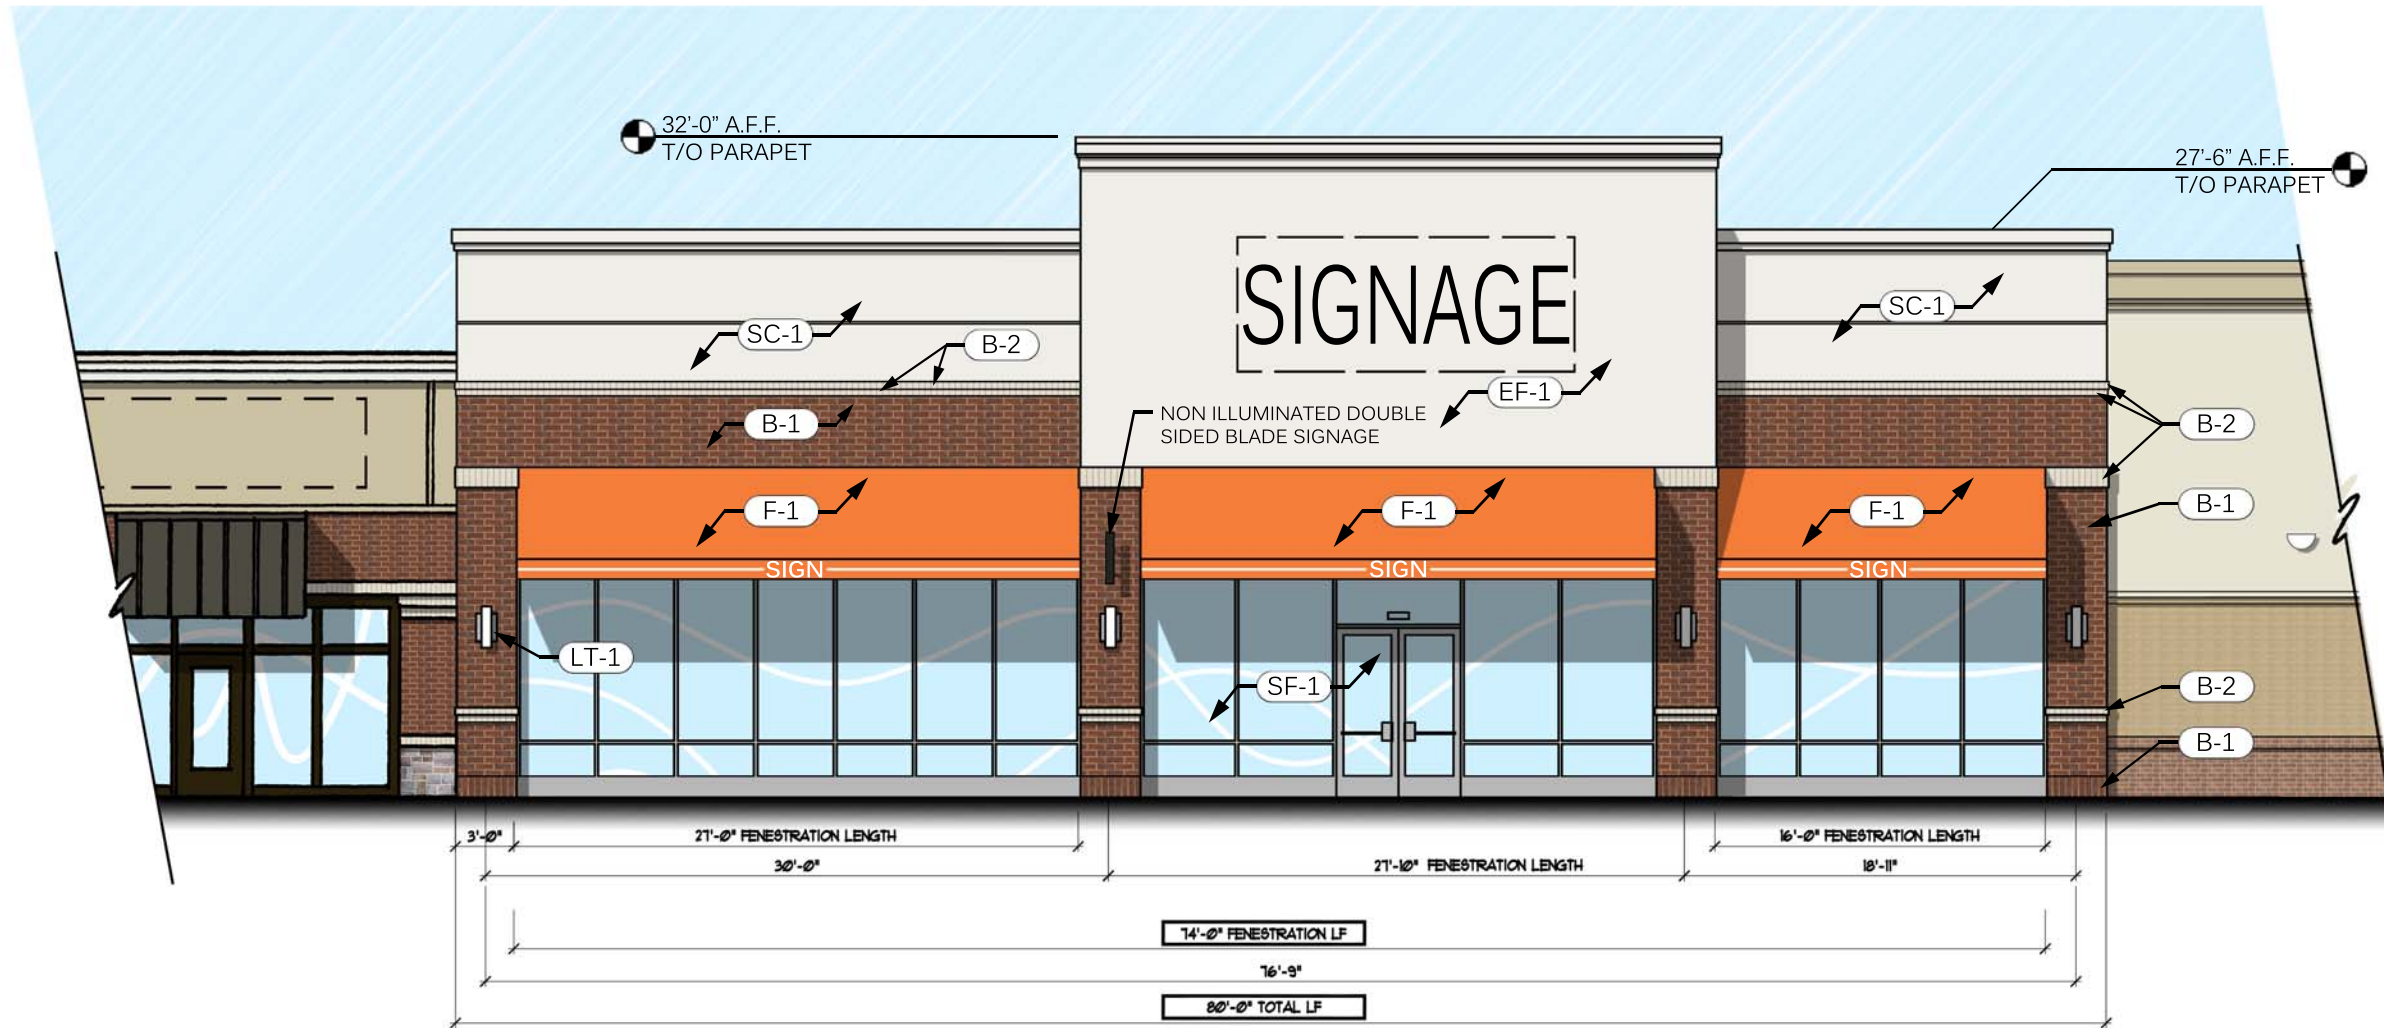 32'-0" A.F.F.
T/O PARAPET
27'-6" A.F.F.
T/O PARAPET
SIGNAGE
SC-1
SC-1
B-2
EF-1
B-1
NON ILLUMINATED DOUBLE
SIDED BLADE SIGNAGE
B-2
F-1
F-1
F-1
B-1
SIGN
SIGN
SIGN
LT-1
SF-1
B-2
B-1
3'-0"
27'-0" FENESTRATION LENGTH
16'-0" FENESTRATION LENGTH
30'-0"
27'-10" FENESTRATION LENGTH
18'-11"
74'-0" FENESTRATION LF
76'-9"
80'-0" TOTAL LF